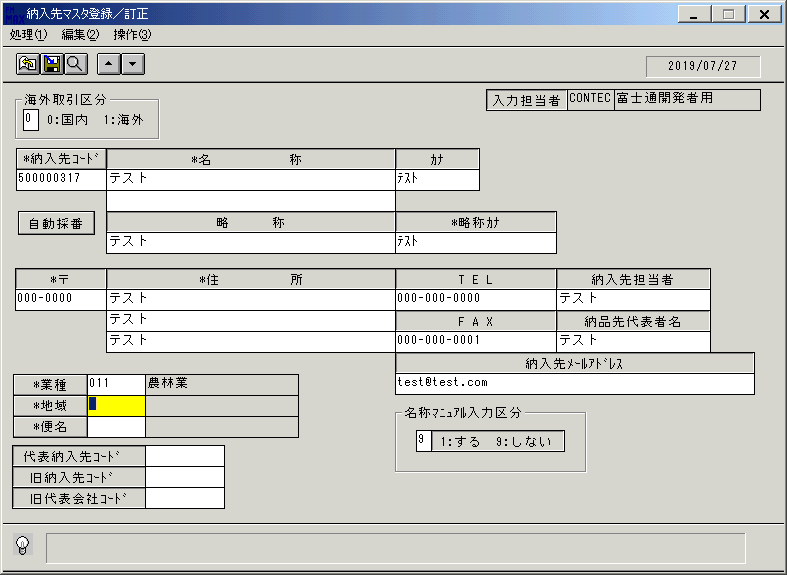 納入先マスタ登録／訂正
処理(1) 編集(2) 操作(3)
2019/07/27
海外取引区分
0 0:国内 1:海外
入力担当者 CONTEC 富士通開発者用
*納入先ｺｰﾄﾞ *名 称 ｶﾅ
500000317 テスト ﾃｽﾄ
自動採番 略 称 *略称ｶﾅ
テスト ﾃｽﾄ
*〒 *住 所 ＴＥＬ 納入先担当者
000-0000 テスト 000-000-0000 テスト
テスト ＦＡＸ 納品先代表者名
テスト 000-000-0001 テスト
納入先ﾒｰﾙｱﾄﾞﾚｽ
test@test.com
*業種 011 農林業
*地域
*便名
名称ﾏﾆｭｱﾙ入力区分
9 1:する 9:しない
代表納入先ｺｰﾄﾞ
旧納入先ｺｰﾄﾞ
旧代表会社ｺｰﾄﾞ